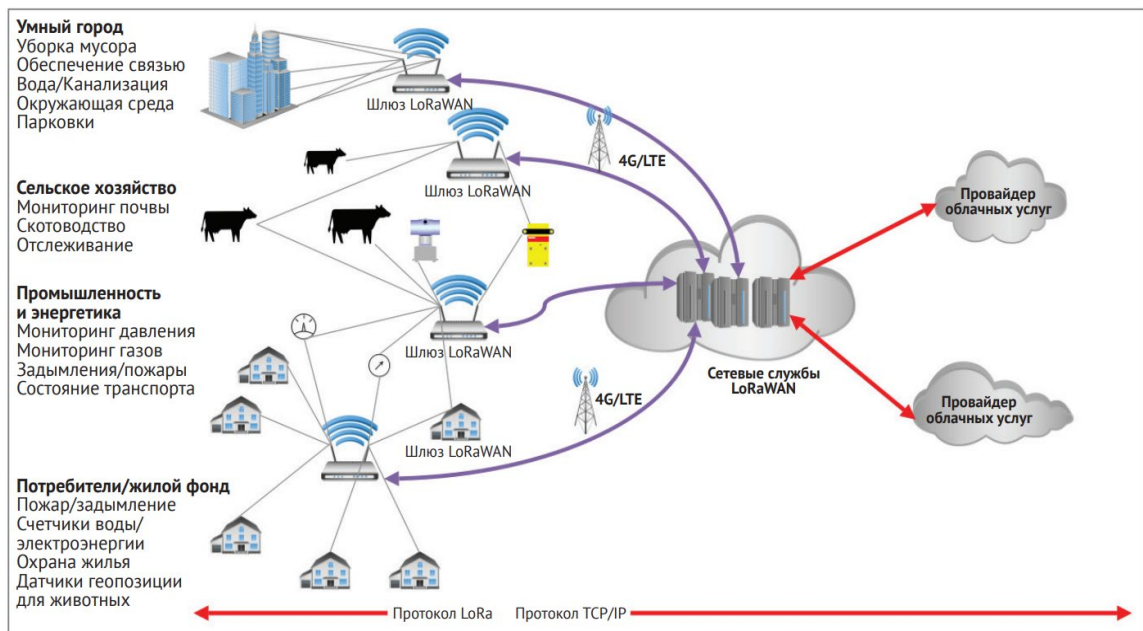 Умный город
Уборка мусора
Обеспечение связью
Вода/Канализация
Окружающая среда
Парковки
Шлюз LoRaWAN
4G/LTE
Шлюз LoRaWAN
Сельское хозяйство
Мониторинг почвы
Скотоводство
Отслеживание
Провайдер
облачных услуг
Промышленность
и энергетика
Мониторинг давления
Мониторинг газов
Задымления/пожары
Состояние транспорта
Шлюз LoRaWAN
Сетевые службы
LoRaWAN
4G/LTE
Провайдер
облачных услуг
Шлюз LoRaWAN
Потребители/жилой фонд
Пожар/задымление
Счетчики воды/
электроэнергии
Охрана жилья
Датчики геопозиции
для животных
Протокол LoRa
Протокол TCP/IP